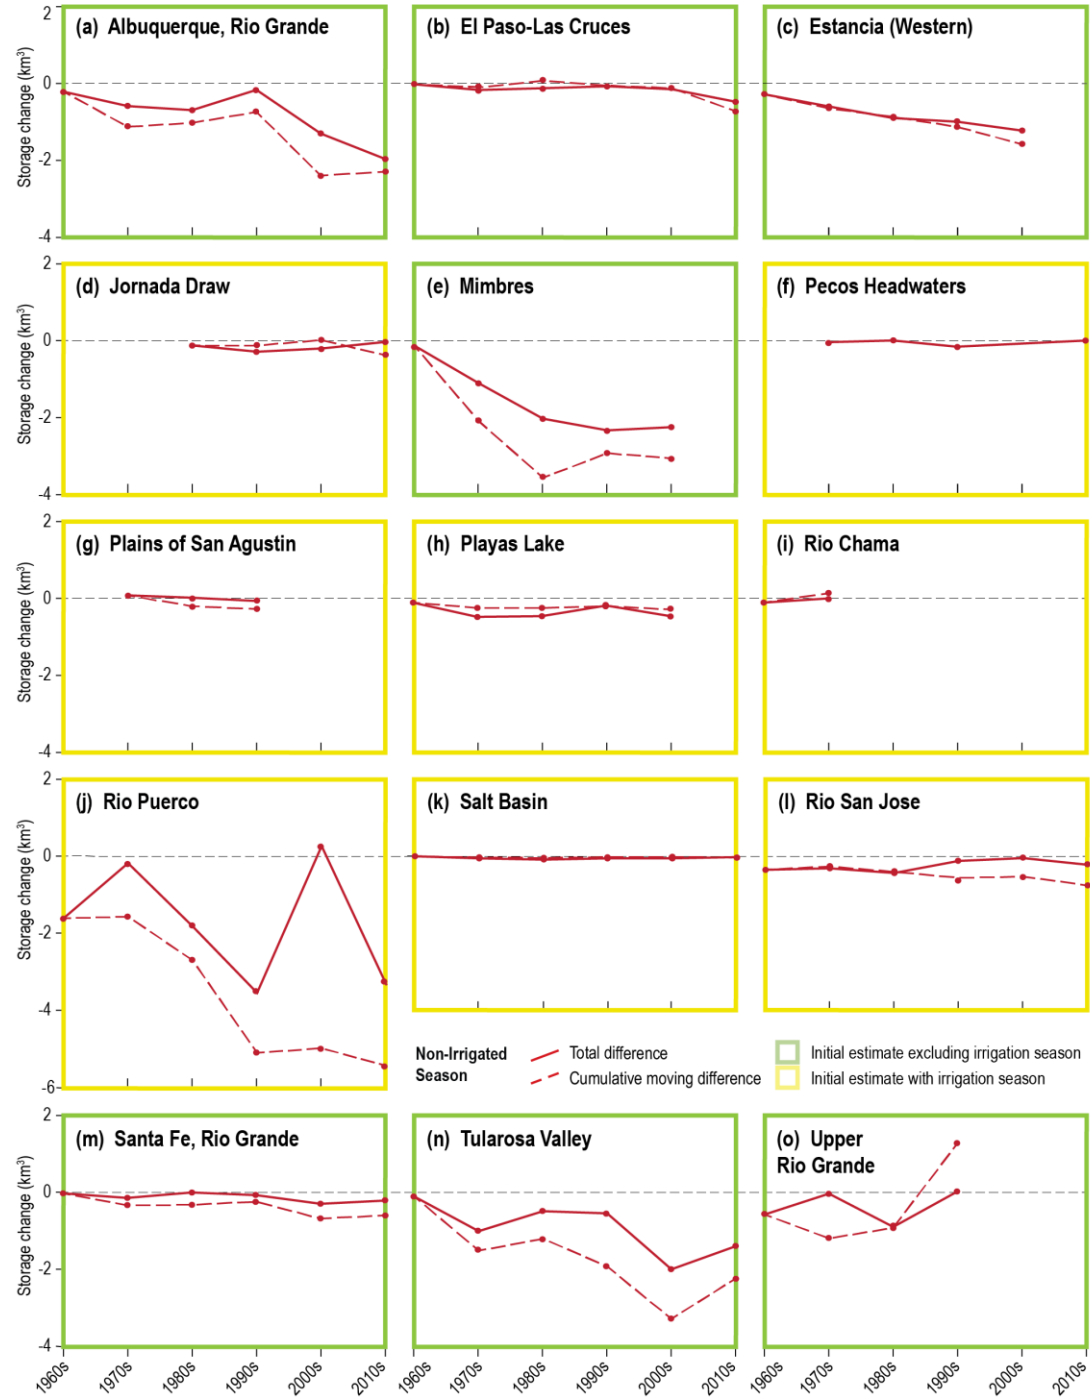 (a) Albuquerque, Rio Grande
(b) El Paso-Las Cruces
(c) Estancia (Western)
Storage change (km³)
2
0
-2
-4
(d) Jornada Draw
(e) Mimbres
(f) Pecos Headwaters
Storage change (km³)
2
0
-2
-4
(g) Plains of San Agustin
(h) Playas Lake
(i) Rio Chama
Storage change (km³)
2
0
-2
-4
(j) Rio Puerco
(k) Salt Basin
(l) Rio San Jose
Storage change (km³)
2
0
-2
-4
-6
Non-Irrigated
Season
Total difference
Cumulative moving difference
Initial estimate excluding irrigation season
Initial estimate with irrigation season
(m) Santa Fe, Rio Grande
(n) Tularosa Valley
(o) Upper
Rio Grande
Storage change (km³)
2
0
-2
-4
1960s 1970s 1980s 1990s 2000s 2010s
1960s 1970s 1980s 1990s 2000s 2010s
1960s 1970s 1980s 1990s 2000s 2010s